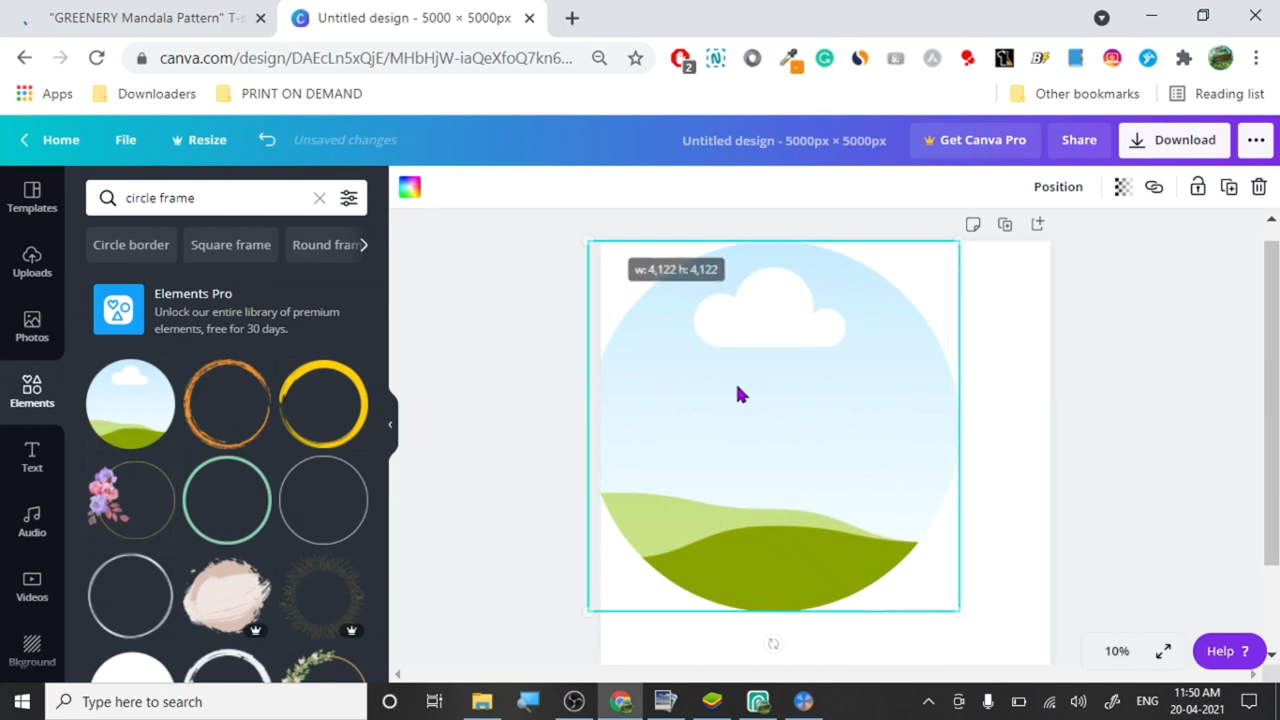 "GREENERY Mandala Pattern" T-s
Untitled design - 5000 × 5000px
canva.com/design/DAEcLn5xQjE/MHbHjW-iaQeXfoQ7kn6...
2
Apps
Downloaders
PRINT ON DEMAND
Other bookmarks
Reading list
Home
File
Resize
Unsaved changes
Untitled design - 5000px × 5000px
Get Canva Pro
Share
Download
Templates
Uploads
Photos
Elements
Text
Audio
Videos
Bkground
circle frame
Circle border
Square frame
Round fram
Elements Pro
Unlock our entire library of premium
elements, free for 30 days.
Position
w: 4,122 h: 4,122
10%
Help ?
Type here to search
ENG
11:50 AM
20-04-2021